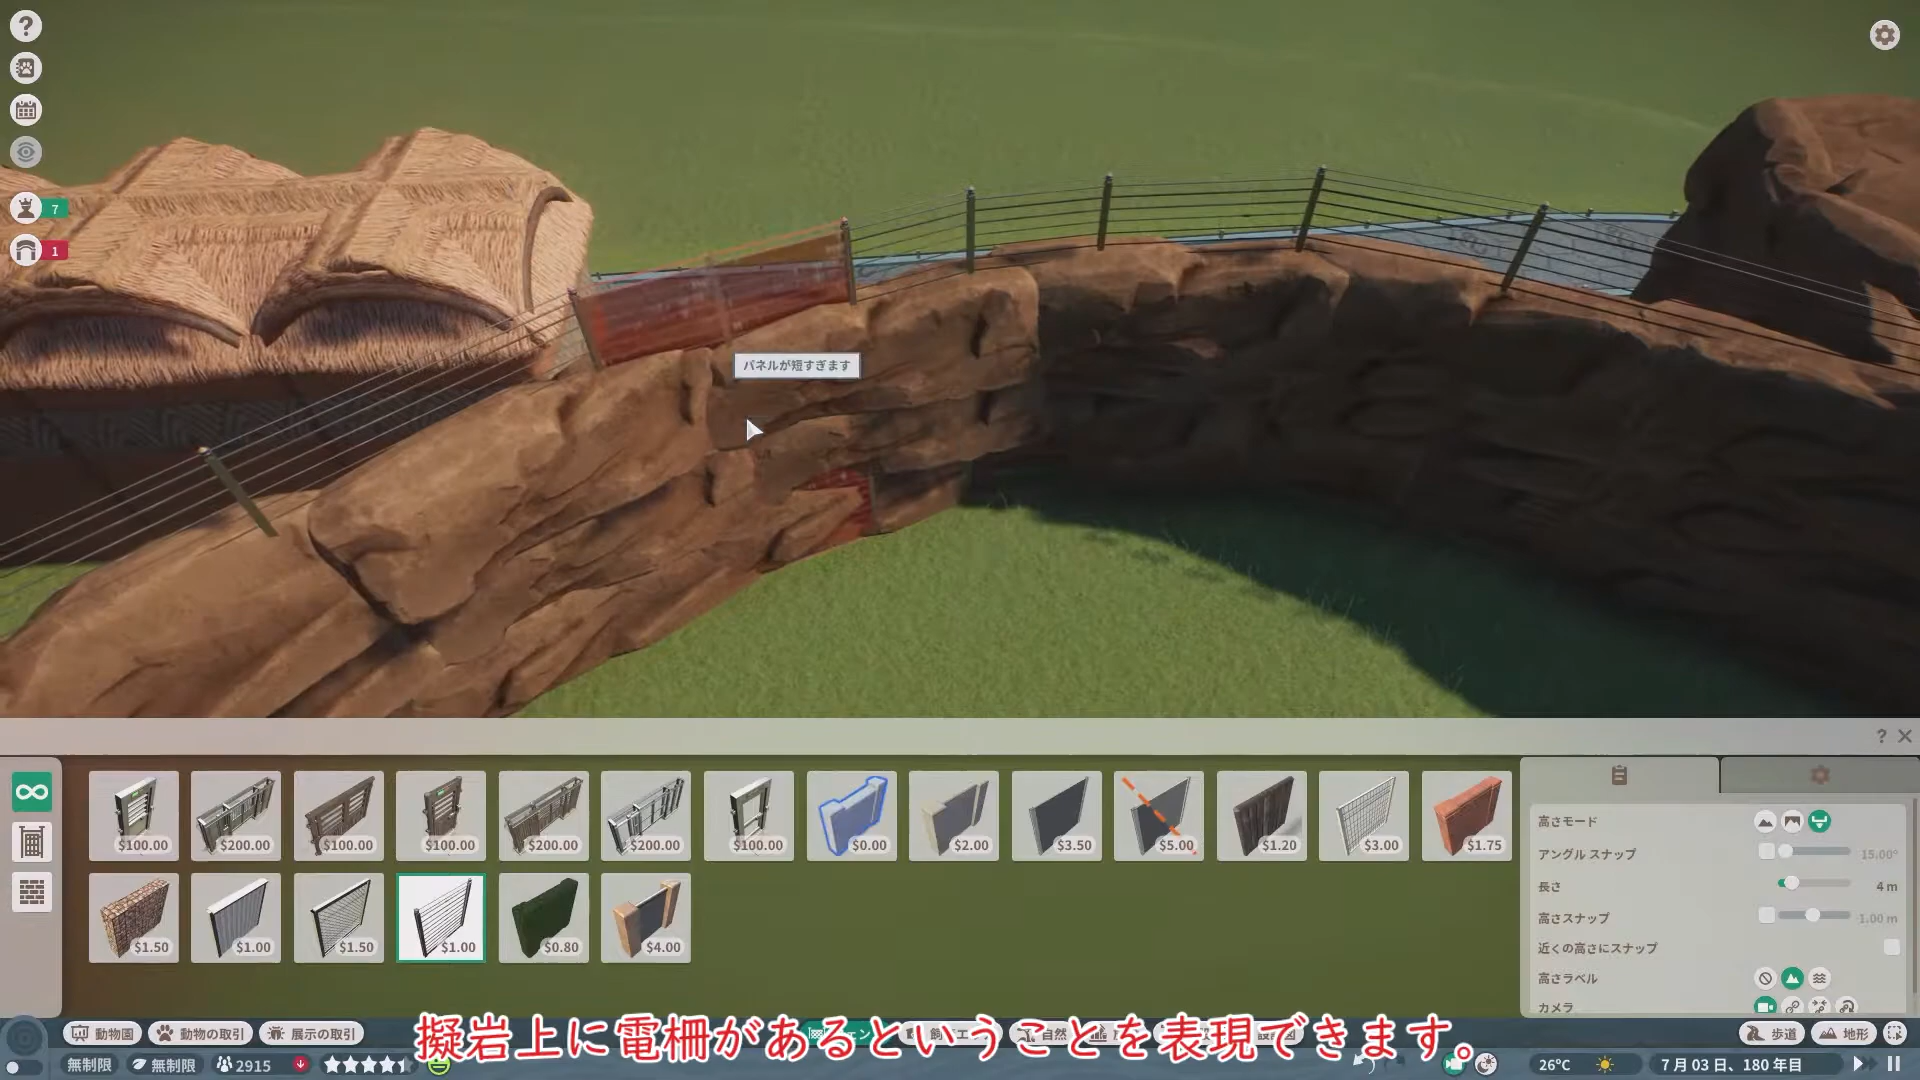 ?
7
1
パネルが短すぎます
? ×
$100.00 $200.00 $100.00 $100.00 $200.00 $200.00 $100.00 $0.00 $2.00 $3.50 $5.00 $1.20 $3.00 $1.75
$1.50 $1.00 $1.50 $1.00 $0.80 $4.00
高さモード
アングル スナップ 15.00°
長さ 4 m
高さスナップ 1.00 m
近くの高さにスナップ
高さラベル
カメラ
動物園 動物の取引 展示の取引 自然 歩道 地形
擬岩上に電柵があるということを表現できます。
無制限 無制限 2915 26°C 7 月 03 日、180 年目